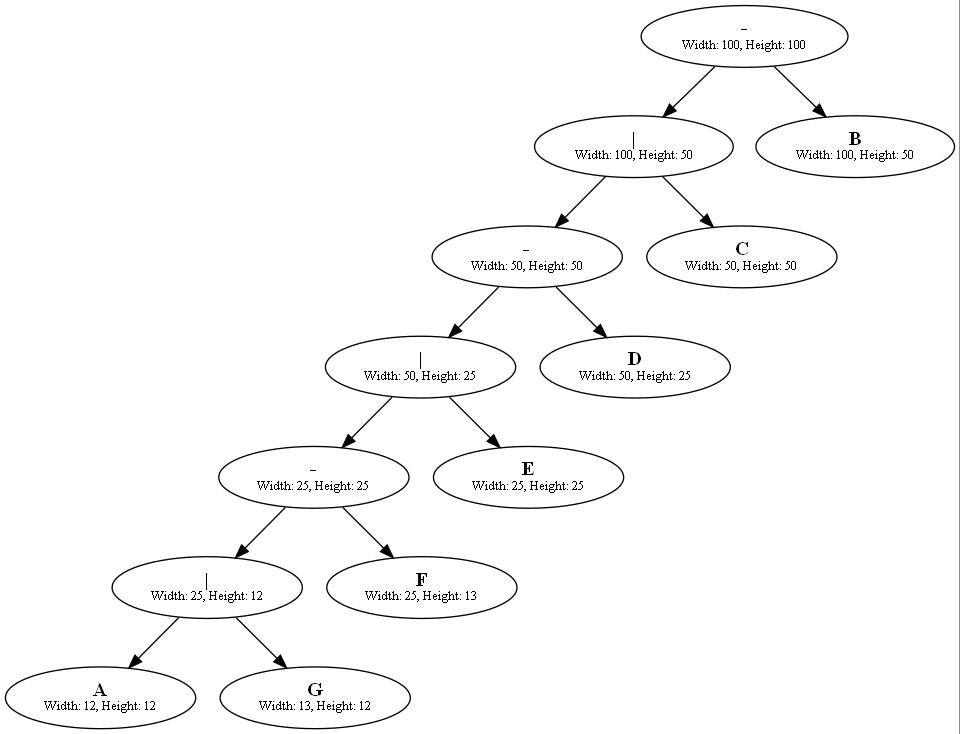 –
Width: 100, Height: 100
|
Width: 100, Height: 50
B
Width: 100, Height: 50
–
Width: 50, Height: 50
C
Width: 50, Height: 50
|
Width: 50, Height: 25
D
Width: 50, Height: 25
–
Width: 25, Height: 25
E
Width: 25, Height: 25
|
Width: 25, Height: 12
F
Width: 25, Height: 13
A
Width: 12, Height: 12
G
Width: 13, Height: 12